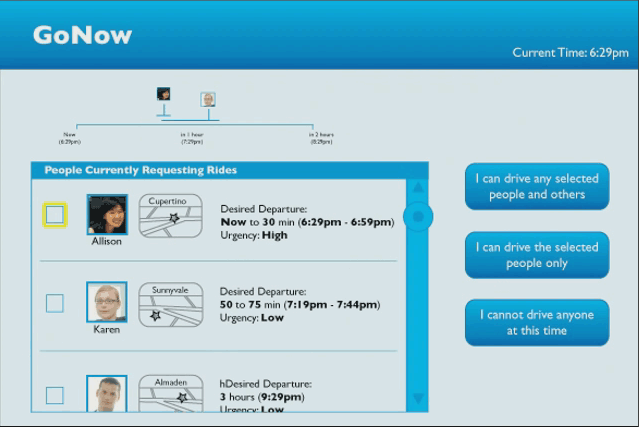 GoNow
Current Time: 6:29pm
Now
(6:29pm)
in 1 hour
(7:29pm)
in 2 hours
(8:29pm)
People Currently Requesting Rides
Allison
Cupertino
Desired Departure:
Now to 30 min (6:29pm - 6:59pm)
Urgency: High
Karen
Sunnyvale
Desired Departure:
50 to 75 min (7:19pm - 7:44pm)
Urgency: Low
Almaden
hDesired Departure:
3 hours (9:29pm)
Urgency: Low
I can drive any selected
people and others
I can drive the selected
people only
I cannot drive anyone
at this time